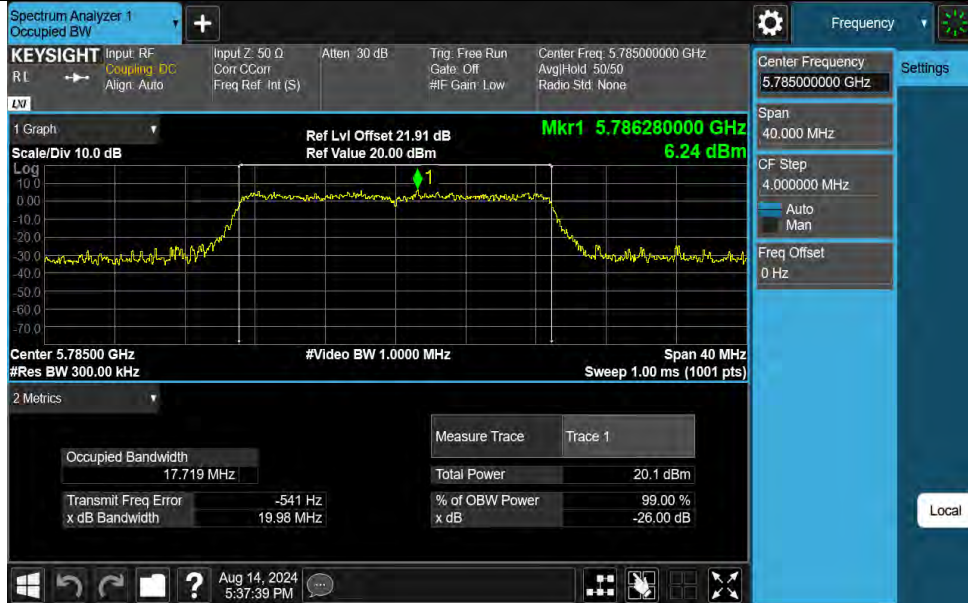 Spectrum Analyzer 1
Occupied BW
+
Frequency
KEYSIGHT
Input: RF
Coupling: DC
Align: Auto
Input Z: 50 Ω
Corr CCorr
Freq Ref: Int (S)
Atten: 30 dB
Trig: Free Run
Gate: Off
#IF Gain: Low
Center Freq: 5.785000000 GHz
Avg|Hold: 50/50
Radio Std: None
LXI
Center Frequency
5.785000000 GHz
Settings
Span
40.000 MHz
CF Step
4.000000 MHz
Auto
Man
Freq Offset
0 Hz
Local
1 Graph
Scale/Div 10.0 dB
Ref Lvl Offset 21.91 dB
Ref Value 20.00 dBm
Mkr1 5.786280000 GHz
6.24 dBm
Log
10.0
0.00
-10.0
-20.0
-30.0
-40.0
-50.0
-60.0
-70.0
1
Center 5.78500 GHz
#Video BW 1.0000 MHz
Span 40 MHz
#Res BW 300.00 kHz
Sweep 1.00 ms (1001 pts)
2 Metrics
Measure Trace
Trace 1
Occupied Bandwidth
17.719 MHz
Total Power
20.1 dBm
Transmit Freq Error
-541 Hz
% of OBW Power
99.00 %
x dB Bandwidth
19.98 MHz
x dB
-26.00 dB
?
Aug 14, 2024
5:37:39 PM